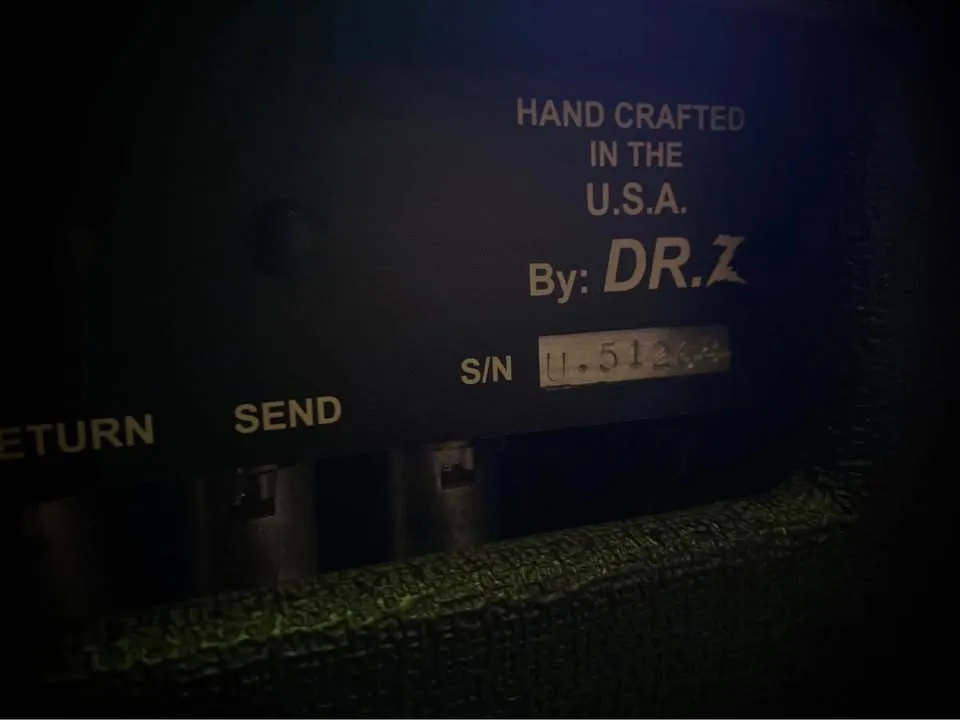 HAND CRAFTED
IN THE
U.S.A.
By: DR.Z
S/N
ETURN SEND